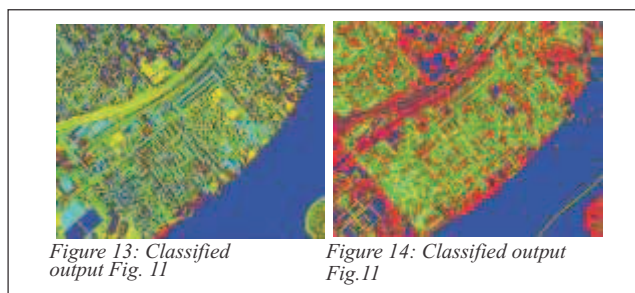 Figure 13: Classified
output Fig. 11
Figure 14: Classified output
Fig.11